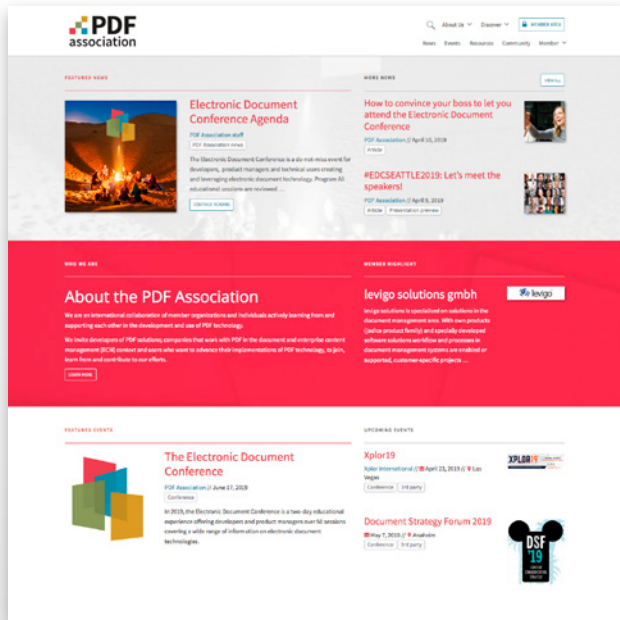 PDF
association
About Us
Discover
MEMBER AREA
News Events Resources Community Member
FEATURED NEWS
Electronic Document
Conference Agenda
PDF Association staff
PDF Association news
The Electronic Document Conference is a do-not-miss event for
developers, product managers and technical users creating
and leveraging electronic document technology. Program All
educational sessions are reviewed ...
CONTINUE READING
MORE NEWS
VIEW ALL
How to convince your boss to let you
attend the Electronic Document
Conference
PDF Association // April 10, 2019
Article
#EDCSEATTLE2019: Let's meet the
speakers!
PDF Association // April 8, 2019
Article Presentation preview
WHO WE ARE
About the PDF Association
We are an international collaboration of member organizations and individuals actively learning from and
supporting each other in the development and use of PDF technology.
We invite developers of PDF solutions; companies that work with PDF in the document and enterprise content
management (ECM) context and users who want to advance their implementations of PDF technology, to join,
learn from and contribute to our efforts.
LEARN MORE
MEMBER HIGHLIGHT
levigo solutions gmbh
levigo
levigo solutions is specialised on solutions in the
document management area. With own products
(jadice product family) and specially developed
software solutions workflow and processes in
document management systems are enabled or
supported, customer-specific projects ...
FEATURED EVENTS
The Electronic Document
Conference
PDF Association // June 17, 2019
Conference
In 2019, the Electronic Document Conference is a two-day educational
experience offering developers and product managers over 50 sessions
covering a wide range of information on electronic document
technologies.
UPCOMING EVENTS
Xplor19
Xplor International // April 23, 2019 // Las
Vegas
Conference 3rd party
XPLOR19
Document Strategy Forum 2019
May 7, 2019 // Anaheim
Conference 3rd party
DSF
'19